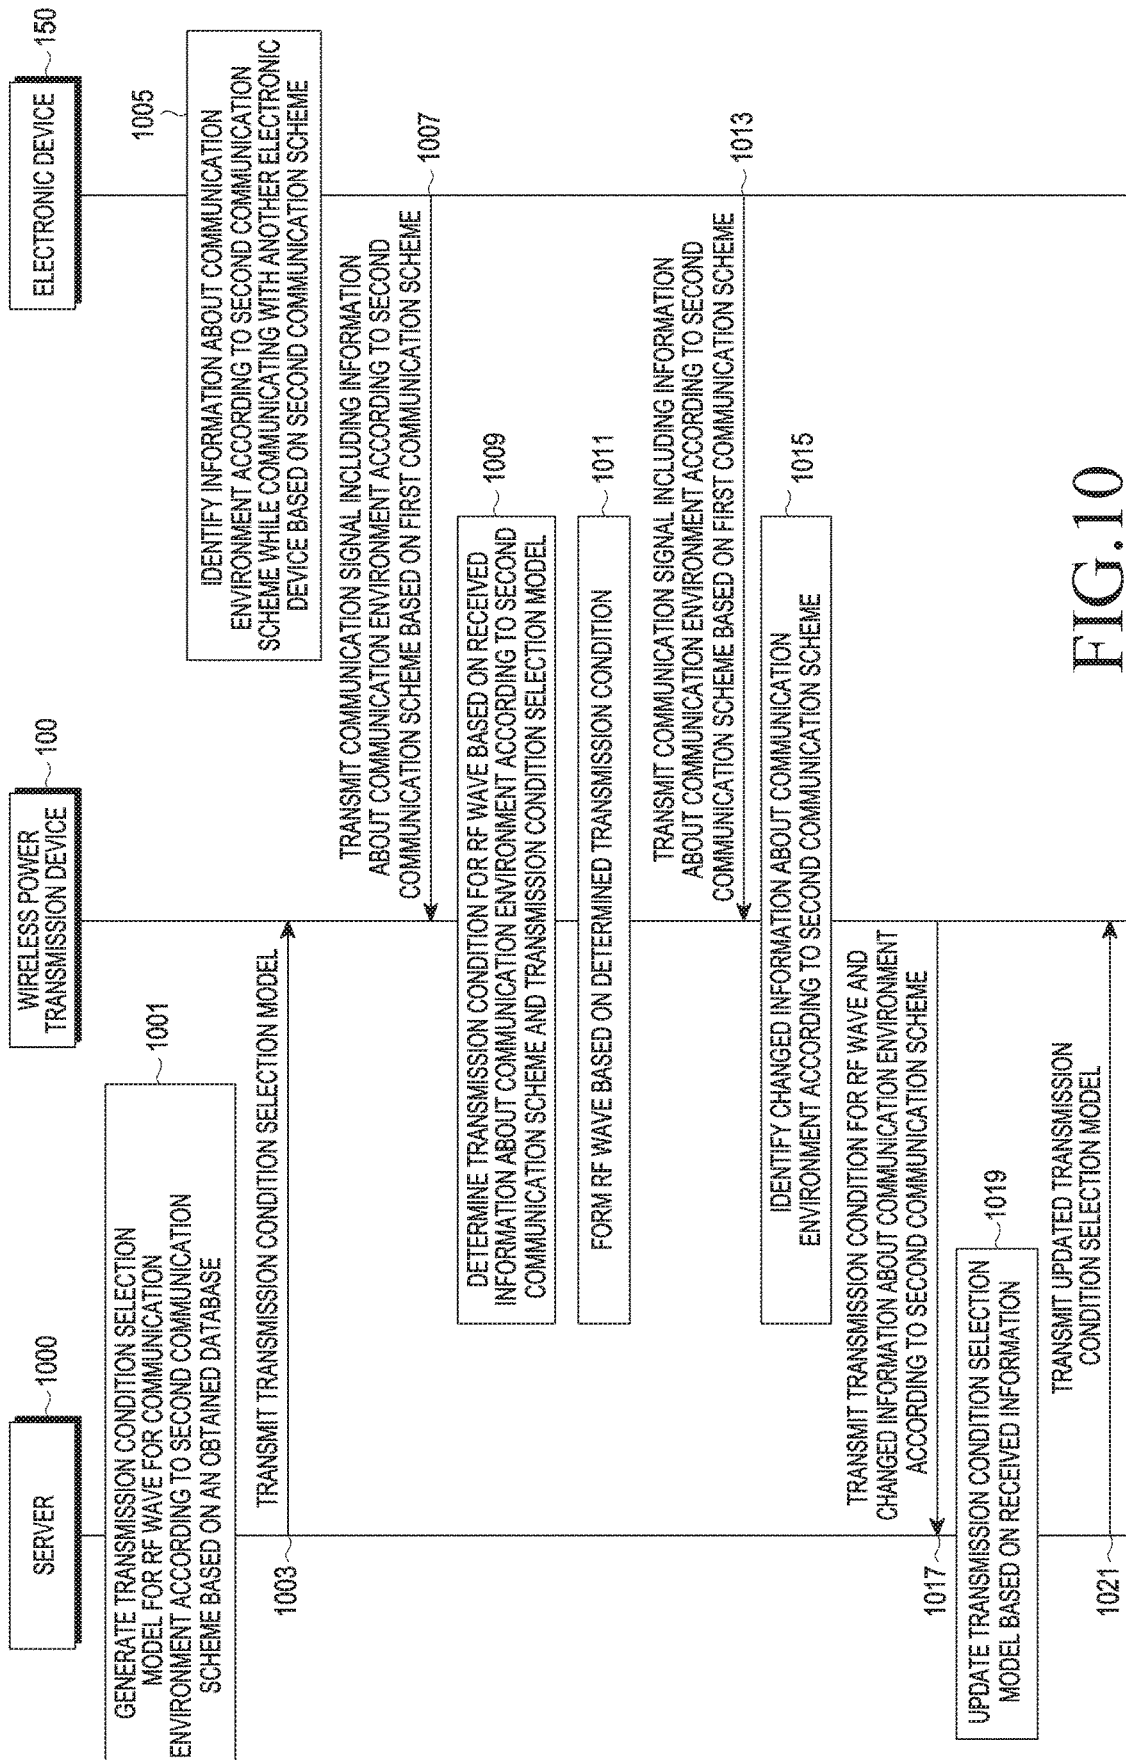 SERVER
1000
WIRELESS POWER
TRANSMISSION DEVICE
100
ELECTRONIC DEVICE
150
GENERATE TRANSMISSION CONDITION SELECTION
MODEL FOR RF WAVE FOR COMMUNICATION
ENVIRONMENT ACCORDING TO SECOND COMMUNICATION
SCHEME BASED ON AN OBTAINED DATABASE
1001
TRANSMIT TRANSMISSION CONDITION SELECTION MODEL
1003
1005
IDENTIFY INFORMATION ABOUT COMMUNICATION
ENVIRONMENT ACCORDING TO SECOND COMMUNICATION
SCHEME WHILE COMMUNICATING WITH ANOTHER ELECTRONIC
DEVICE BASED ON SECOND COMMUNICATION SCHEME
TRANSMIT COMMUNICATION SIGNAL INCLUDING INFORMATION
ABOUT COMMUNICATION ENVIRONMENT ACCORDING TO SECOND
COMMUNICATION SCHEME BASED ON FIRST COMMUNICATION SCHEME
1007
DETERMINE TRANSMISSION CONDITION FOR RF WAVE BASED ON RECEIVED
INFORMATION ABOUT COMMUNICATION ENVIRONMENT ACCORDING TO SECOND
COMMUNICATION SCHEME AND TRANSMISSION CONDITION SELECTION MODEL
1009
FORM RF WAVE BASED ON DETERMINED TRANSMISSION CONDITION
1011
TRANSMIT COMMUNICATION SIGNAL INCLUDING INFORMATION
ABOUT COMMUNICATION ENVIRONMENT ACCORDING TO SECOND
COMMUNICATION SCHEME BASED ON FIRST COMMUNICATION SCHEME
1013
IDENTIFY CHANGED INFORMATION ABOUT COMMUNICATION
ENVIRONMENT ACCORDING TO SECOND COMMUNICATION SCHEME
1015
TRANSMIT TRANSMISSION CONDITION FOR RF WAVE AND
CHANGED INFORMATION ABOUT COMMUNICATION ENVIRONMENT
ACCORDING TO SECOND COMMUNICATION SCHEME
1017
UPDATE TRANSMISSION CONDITION SELECTION
MODEL BASED ON RECEIVED INFORMATION
1019
TRANSMIT UPDATED TRANSMISSION
CONDITION SELECTION MODEL
1021
FIG.10